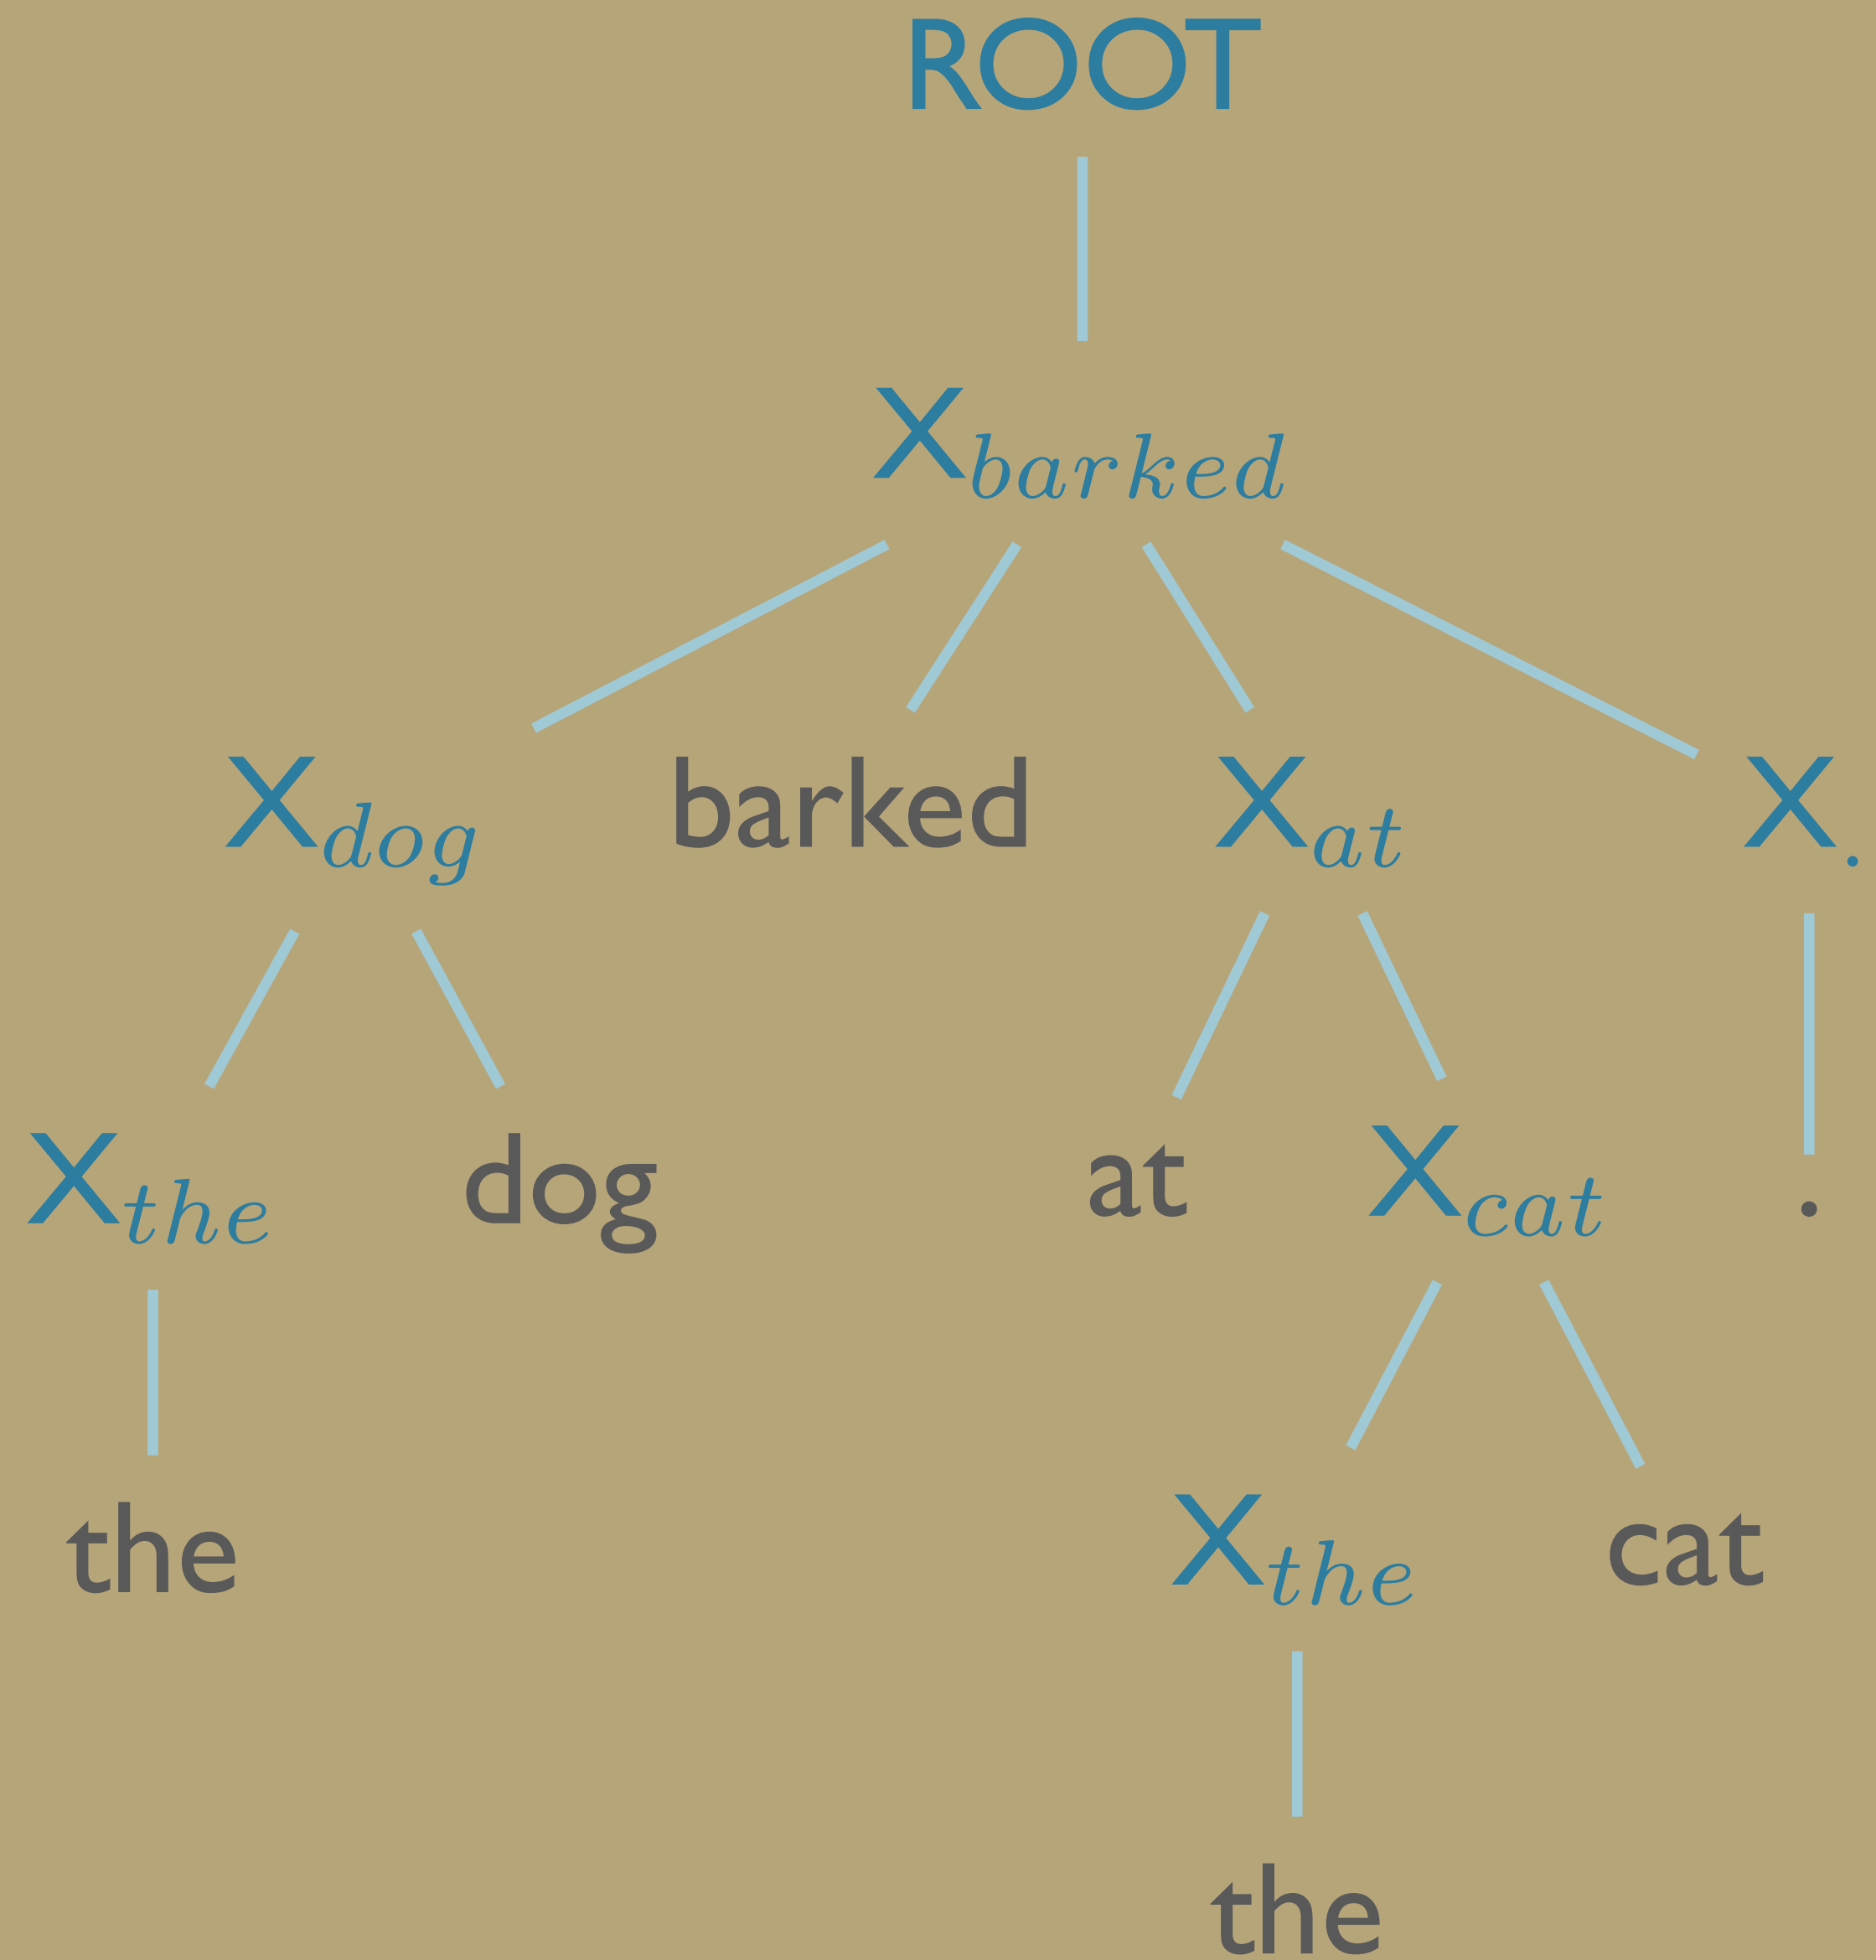 ROOT
X_barked
X_dog barked X_at X_.
X_the dog at X_cat .
the X_the cat
the